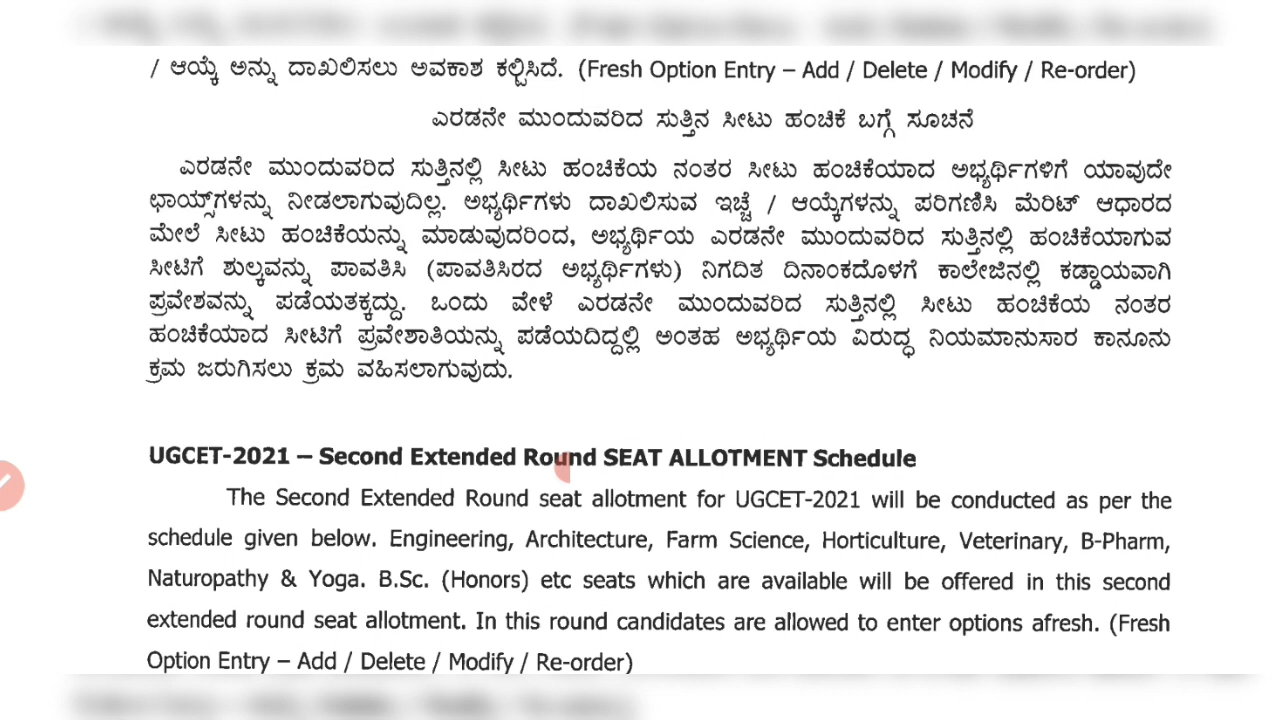 / ಆಯ್ಕೆ ಅನ್ನು ದಾಖಲಿಸಲು ಅವಕಾಶ ಕಲ್ಪಿಸಿದೆ. (Fresh Option Entry – Add / Delete / Modify / Re-order)
ಎರಡನೇ ಮುಂದುವರಿದ ಸುತ್ತಿನ ಸೀಟು ಹಂಚಿಕೆ ಬಗ್ಗೆ ಸೂಚನೆ
ಎರಡನೇ ಮುಂದುವರಿದ ಸುತ್ತಿನಲ್ಲಿ ಸೀಟು ಹಂಚಿಕೆಯ ನಂತರ ಸೀಟು ಹಂಚಿಕೆಯಾದ ಅಭ್ಯರ್ಥಿಗಳಿಗೆ ಯಾವುದೇ
ಛಾಯ್ಸ್‌ಗಳನ್ನು ನೀಡಲಾಗುವುದಿಲ್ಲ. ಅಭ್ಯರ್ಥಿಗಳು ದಾಖಲಿಸುವ ಇಚ್ಛೆ / ಆಯ್ಕೆಗಳನ್ನು ಪರಿಗಣಿಸಿ ಮೆರಿಟ್ ಆಧಾರದ
ಮೇಲೆ ಸೀಟು ಹಂಚಿಕೆಯನ್ನು ಮಾಡುವುದರಿಂದ, ಅಭ್ಯರ್ಥಿಯ ಎರಡನೇ ಮುಂದುವರಿದ ಸುತ್ತಿನಲ್ಲಿ ಹಂಚಿಕೆಯಾಗುವ
ಸೀಟಿಗೆ ಶುಲ್ಕವನ್ನು ಪಾವತಿಸಿ (ಪಾವತಿಸಿರದ ಅಭ್ಯರ್ಥಿಗಳು) ನಿಗದಿತ ದಿನಾಂಕದೊಳಗೆ ಕಾಲೇಜಿನಲ್ಲಿ ಕಡ್ಡಾಯವಾಗಿ
ಪ್ರವೇಶವನ್ನು ಪಡೆಯತಕ್ಕದ್ದು. ಒಂದು ವೇಳೆ ಎರಡನೇ ಮುಂದುವರಿದ ಸುತ್ತಿನಲ್ಲಿ ಸೀಟು ಹಂಚಿಕೆಯ ನಂತರ
ಹಂಚಿಕೆಯಾದ ಸೀಟಿಗೆ ಪ್ರವೇಶಾತಿಯನ್ನು ಪಡೆಯದಿದ್ದಲ್ಲಿ ಅಂತಹ ಅಭ್ಯರ್ಥಿಯ ವಿರುದ್ಧ ನಿಯಮಾನುಸಾರ ಕಾನೂನು
ಕ್ರಮ ಜರುಗಿಸಲು ಕ್ರಮ ವಹಿಸಲಾಗುವುದು.
UGCET-2021 – Second Extended Round SEAT ALLOTMENT Schedule
The Second Extended Round seat allotment for UGCET-2021 will be conducted as per the
schedule given below. Engineering, Architecture, Farm Science, Horticulture, Veterinary, B-Pharm,
Naturopathy & Yoga. B.Sc. (Honors) etc seats which are available will be offered in this second
extended round seat allotment. In this round candidates are allowed to enter options afresh. (Fresh
Option Entry – Add / Delete / Modify / Re-order)